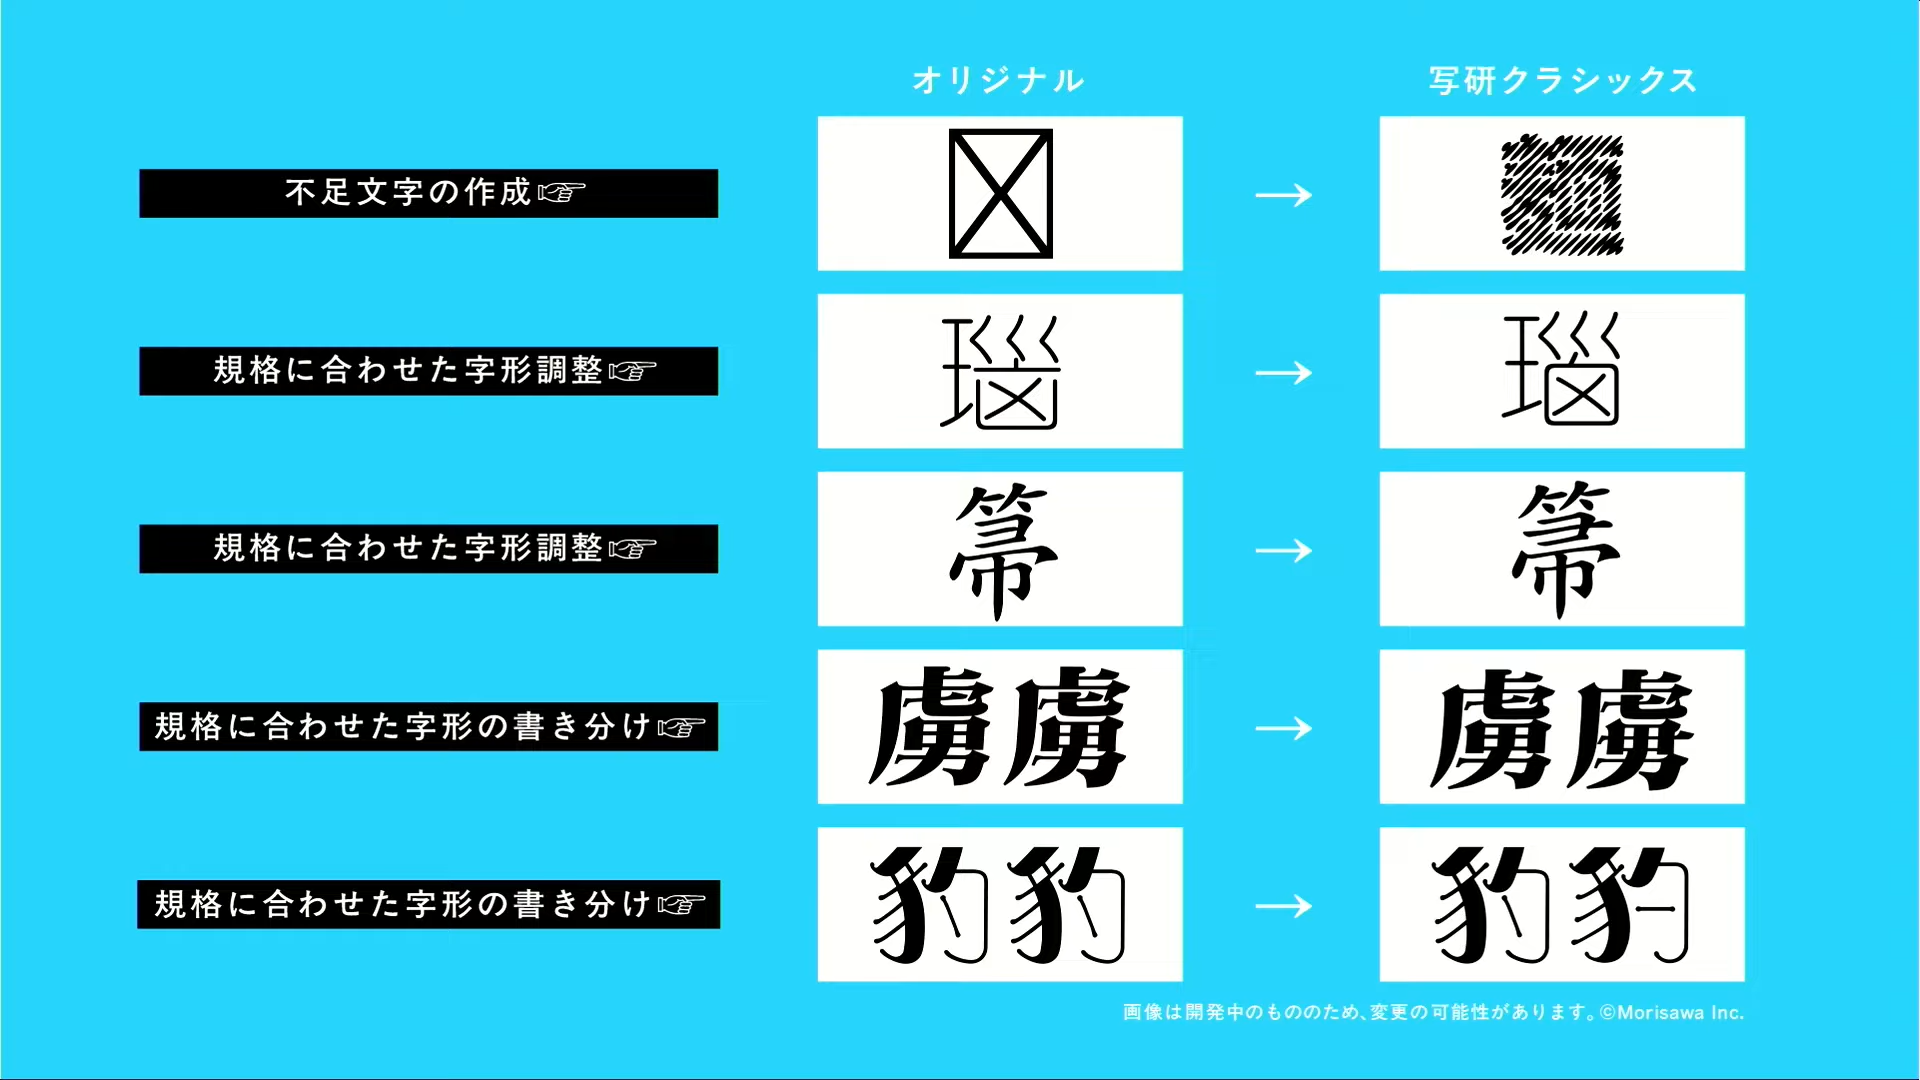 オリジナル 写研クラシックス
不足文字の作成☞ →
規格に合わせた字形調整☞ 瑙 → 瑙
規格に合わせた字形調整☞ 箒 → 箒
規格に合わせた字形の書き分け☞ 虜虜 → 虜虜
規格に合わせた字形の書き分け☞ 豹豹 → 豹豹
画像は開発中のもののため、変更の可能性があります。©Morisawa Inc.